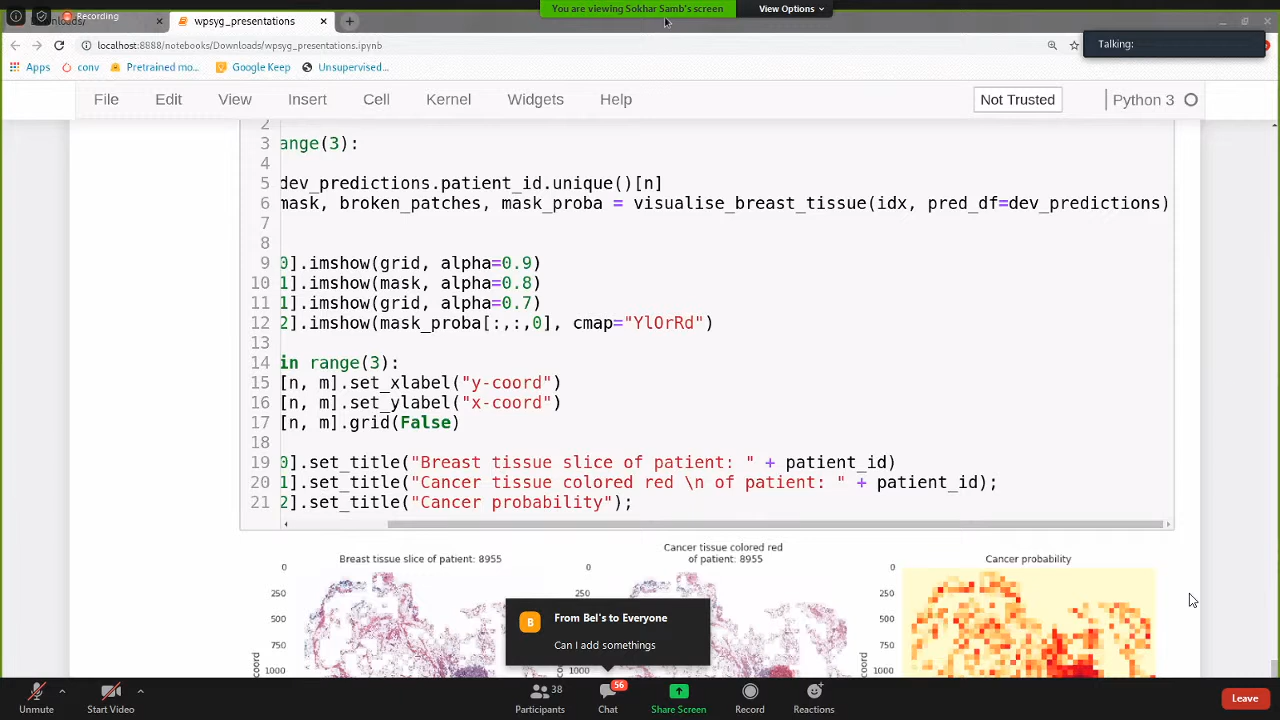 Recording
You are viewing Sokhar Samb's screen
View Options
wpsyg_presentations
localhost:8888/notebooks/Downloads/wpsyg_presentations.ipynb
Talking:
Apps
conv
Pretrained mo...
Google Keep
Unsupervised...
File Edit View Insert Cell Kernel Widgets Help
Not Trusted
Python 3
2
3 ange(3):
4
5 dev_predictions.patient_id.unique()[n]
6 mask, broken_patches, mask_proba = visualise_breast_tissue(idx, pred_df=dev_predictions)
7
8
9 0].imshow(grid, alpha=0.9)
10 1].imshow(mask, alpha=0.8)
11 1].imshow(grid, alpha=0.7)
12 2].imshow(mask_proba[:,:,0], cmap="YlOrRd")
13
14 in range(3):
15 [n, m].set_xlabel("y-coord")
16 [n, m].set_ylabel("x-coord")
17 [n, m].grid(False)
18
19 0].set_title("Breast tissue slice of patient: " + patient_id)
20 1].set_title("Cancer tissue colored red \n of patient: " + patient_id);
21 2].set_title("Cancer probability");
Breast tissue slice of patient: 8955
Cancer tissue colored red
of patient: 8955
Cancer probability
0
250
500
750
1000
coord
0
250
1000
0
250
500
750
1000
coord
B
From Bel's to Everyone
Can I add somethings
Unmute
Start Video
38
Participants
56
Chat
Share Screen
Record
Reactions
Leave